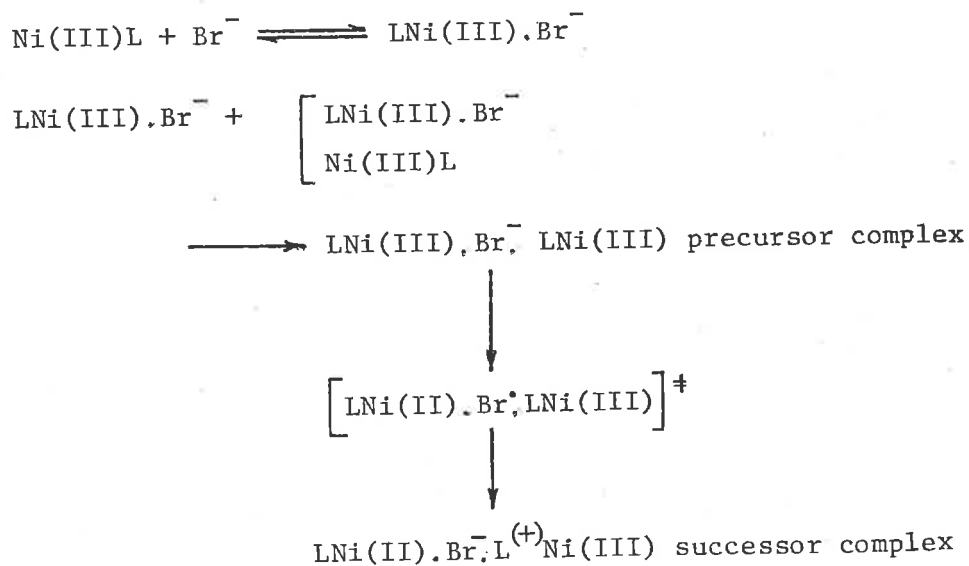 Ni(III)L + Br⁻ ⇌ LNi(III).Br⁻
LNi(III).Br⁻ + [ LNi(III).Br⁻
Ni(III)L
⟶ LNi(III).Br⁻. LNi(III) precursor complex
[LNi(II).Br•,LNi(III)]‡
LNi(II).Br⁻.L⁽⁺⁾Ni(III) successor complex